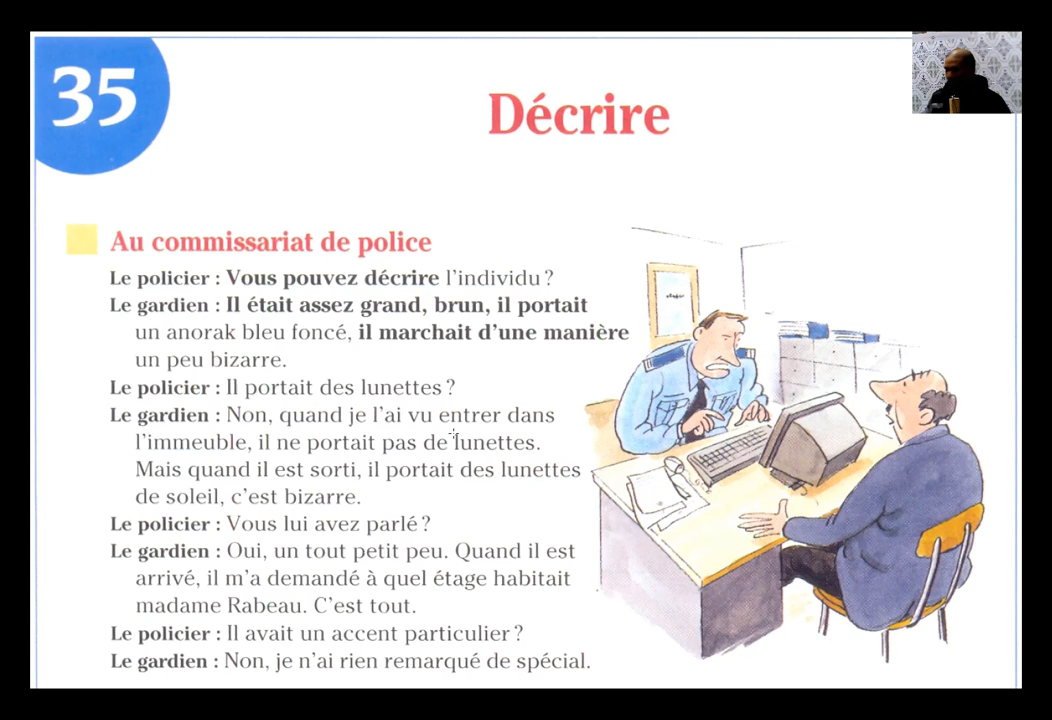 35
Décrire
Au commissariat de police
Le policier : Vous pouvez décrire l'individu ?
Le gardien : Il était assez grand, brun, il portait
un anorak bleu foncé, il marchait d'une manière
un peu bizarre.
Le policier : Il portait des lunettes ?
Le gardien : Non, quand je l'ai vu entrer dans
l'immeuble, il ne portait pas de lunettes.
Mais quand il est sorti, il portait des lunettes
de soleil, c'est bizarre.
Le policier : Vous lui avez parlé ?
Le gardien : Oui, un tout petit peu. Quand il est
arrivé, il m'a demandé à quel étage habitait
madame Rabeau. C'est tout.
Le policier : Il avait un accent particulier ?
Le gardien : Non, je n'ai rien remarqué de spécial.